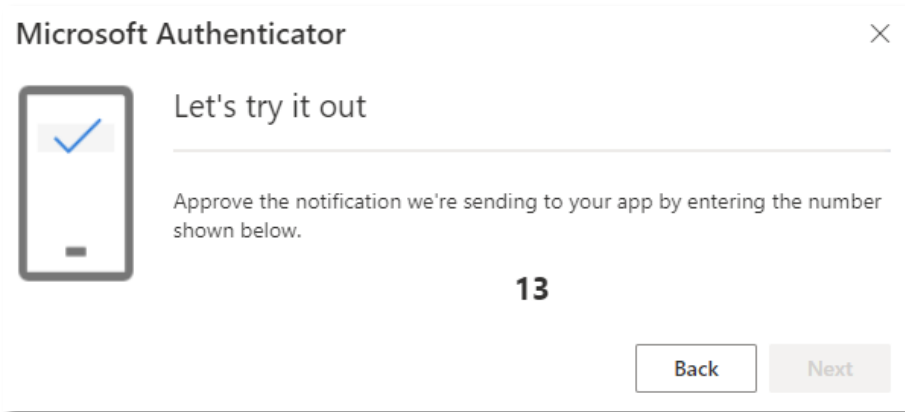 Microsoft Authenticator
Let's try it out
Approve the notification we're sending to your app by entering the number
shown below.
13
Back Next